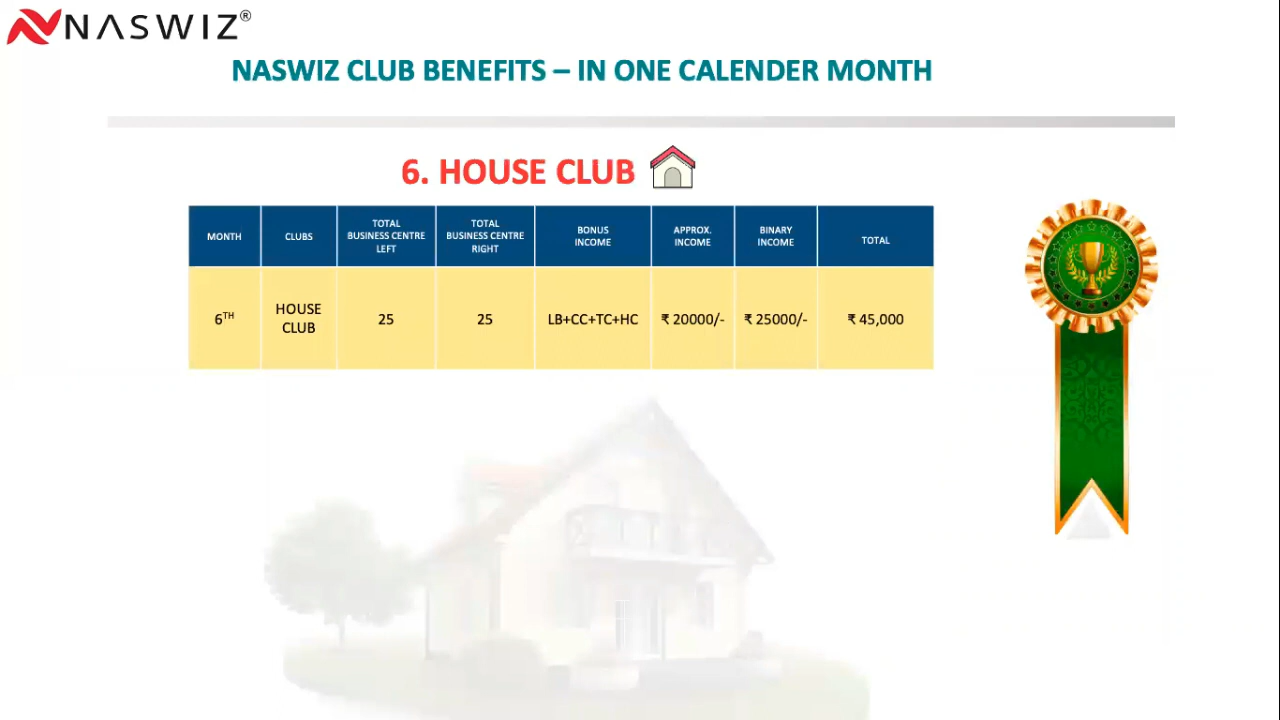 NASWIZ®
NASWIZ CLUB BENEFITS – IN ONE CALENDER MONTH
6. HOUSE CLUB
MONTH
CLUBS
TOTAL
BUSINESS CENTRE
LEFT
TOTAL
BUSINESS CENTRE
RIGHT
BONUS
INCOME
APPROX.
INCOME
BINARY
INCOME
TOTAL
6TH
HOUSE
CLUB
25
25
LB+CC+TC+HC
₹ 20000/-
₹ 25000/-
₹ 45,000